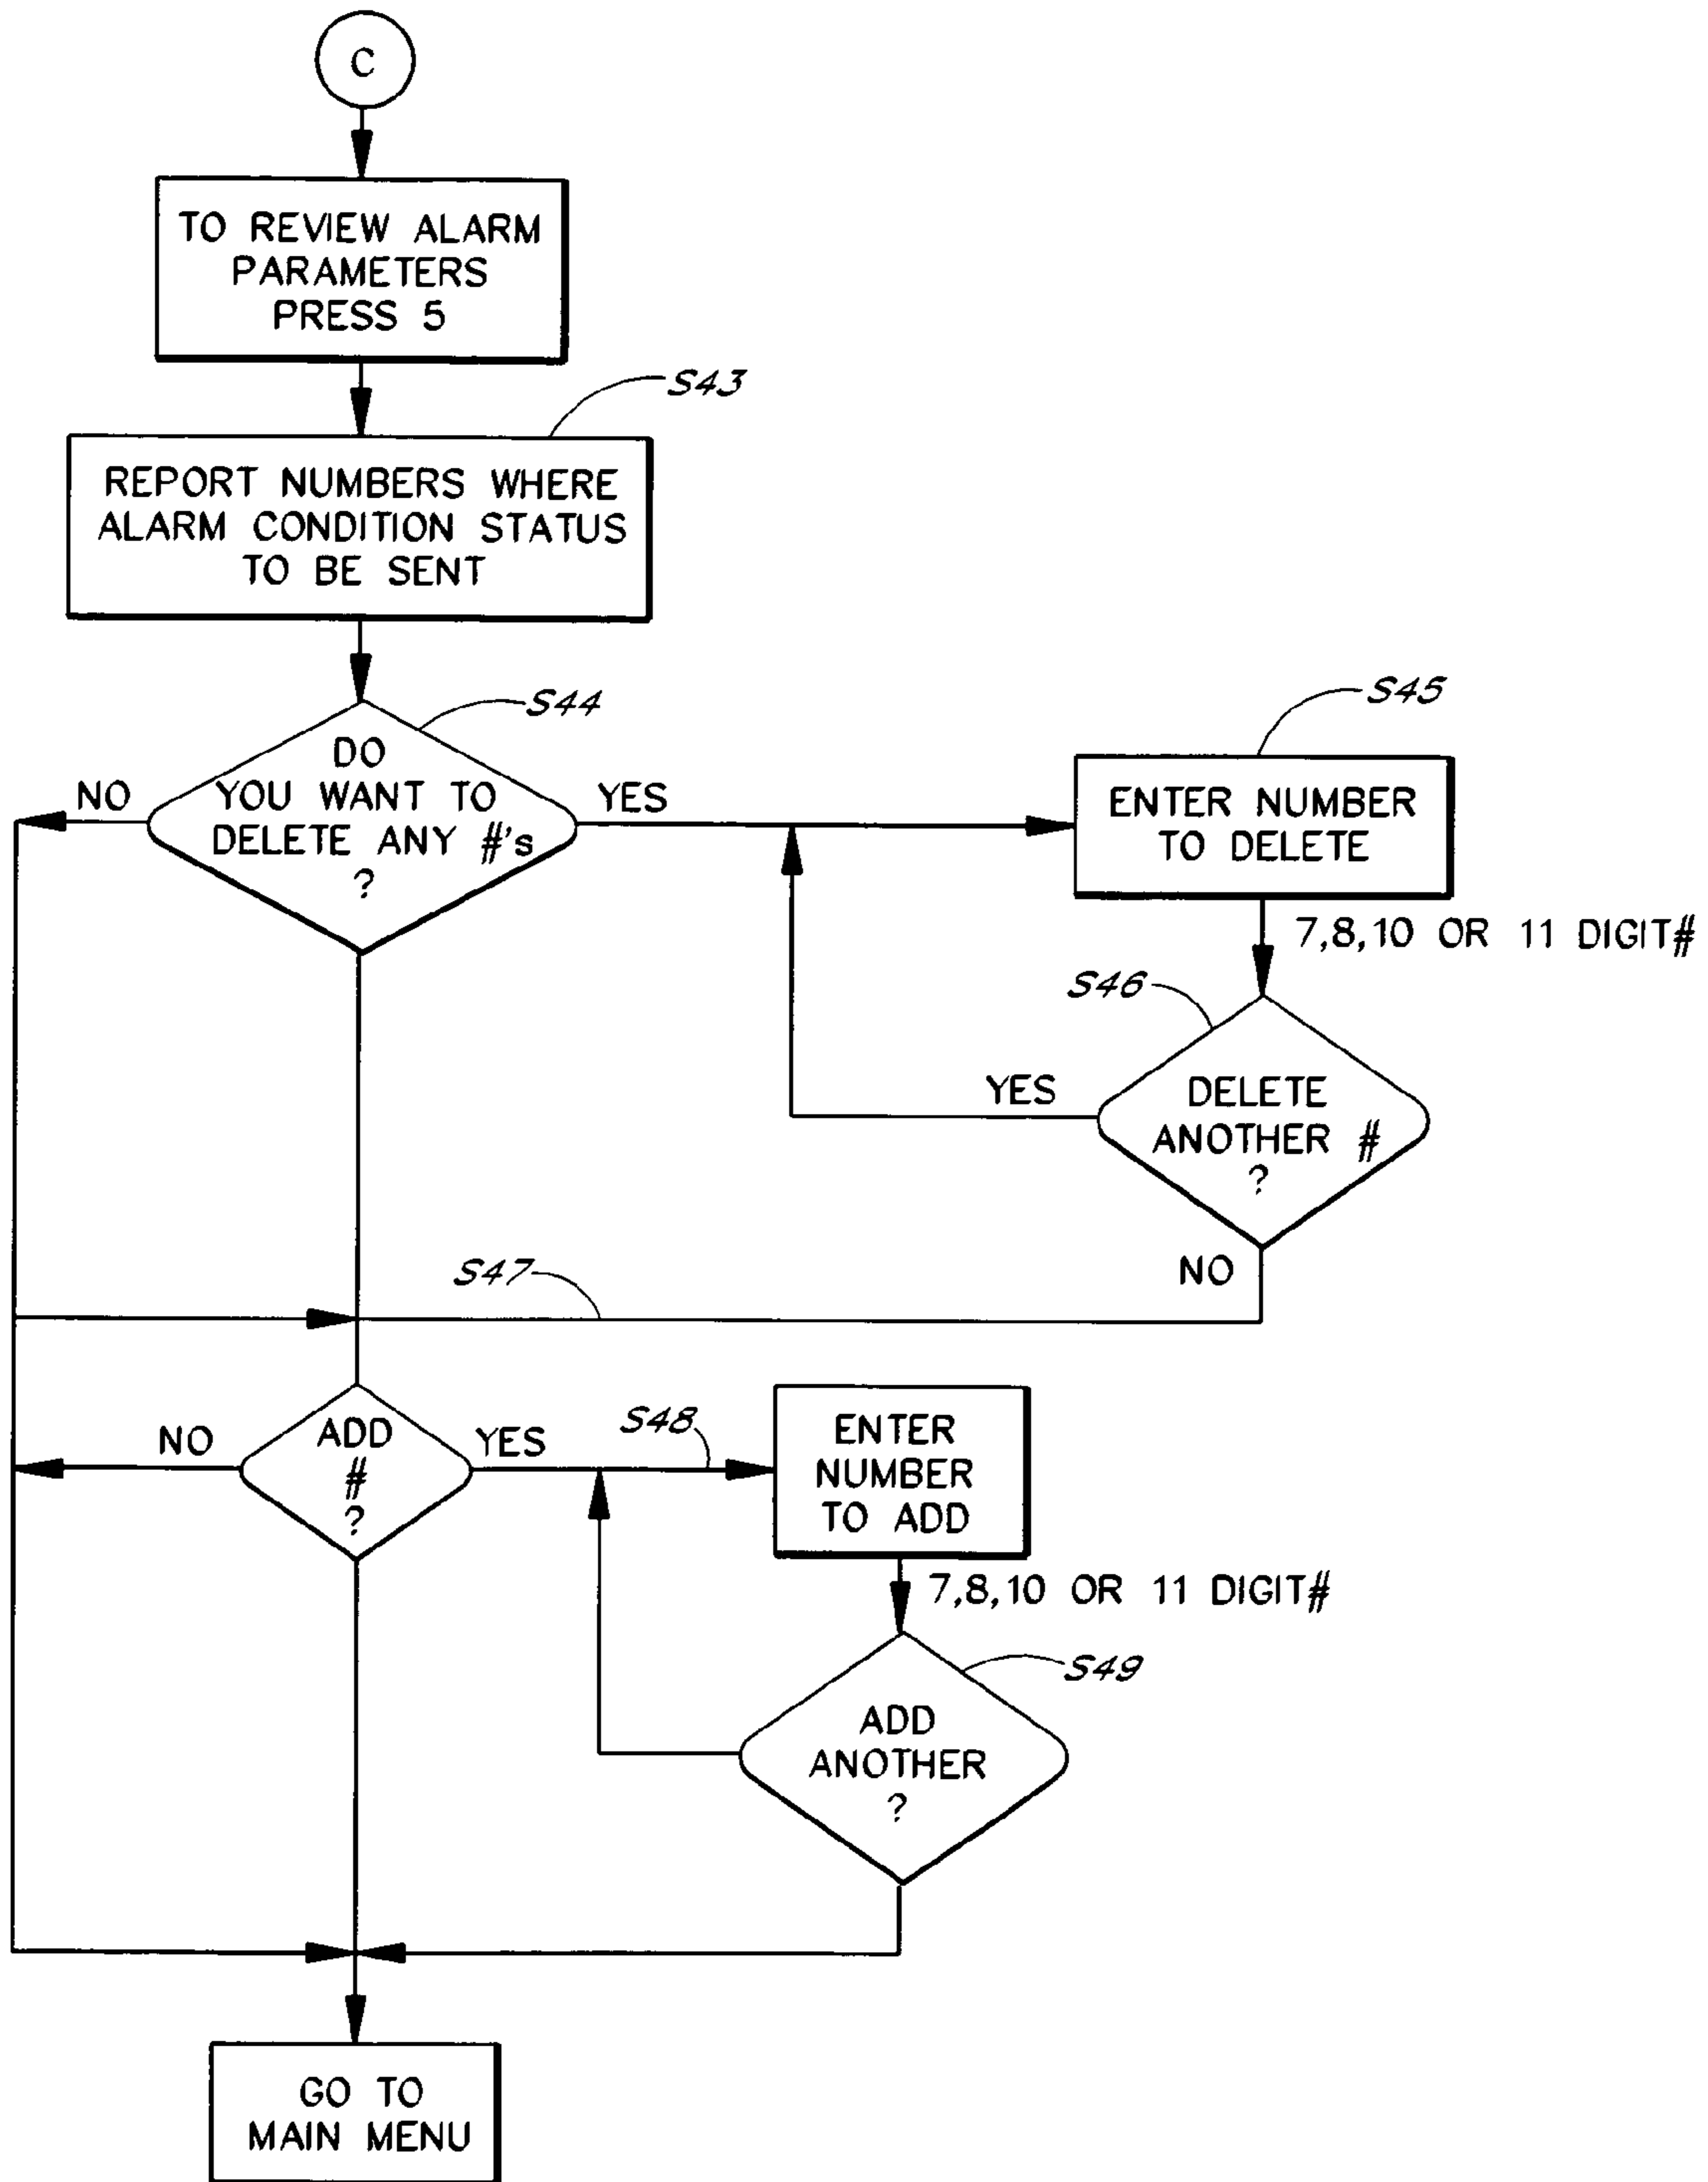 C
TO REVIEW ALARM
PARAMETERS
PRESS 5
S43
REPORT NUMBERS WHERE
ALARM CONDITION STATUS
TO BE SENT
S44
DO
YOU WANT TO
DELETE ANY #'s
?
NO
YES
S45
ENTER NUMBER
TO DELETE
7,8,10 OR 11 DIGIT#
S46
DELETE
ANOTHER #
?
YES
NO
S47
ADD
#
?
NO
YES
S48
ENTER
NUMBER
TO ADD
7,8,10 OR 11 DIGIT#
S49
ADD
ANOTHER
?
GO TO
MAIN MENU